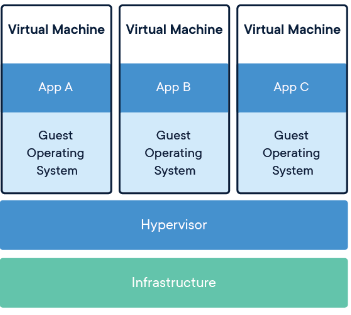 Virtual Machine
App A
Guest
Operating
System
Virtual Machine
App B
Guest
Operating
System
Virtual Machine
App C
Guest
Operating
System
Hypervisor
Infrastructure